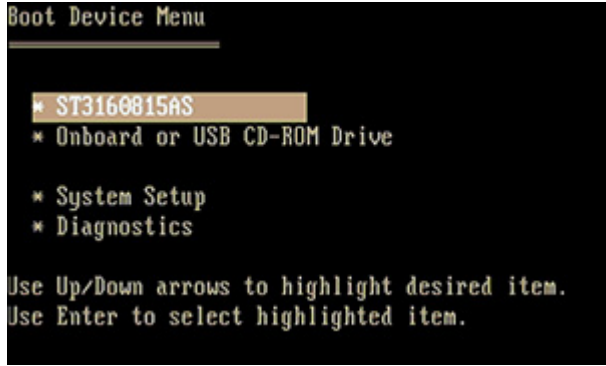 Boot Device Menu
* ST3160815AS
* Onboard or USB CD-ROM Drive
* System Setup
* Diagnostics
Use Up/Down arrows to highlight desired item.
Use Enter to select highlighted item.